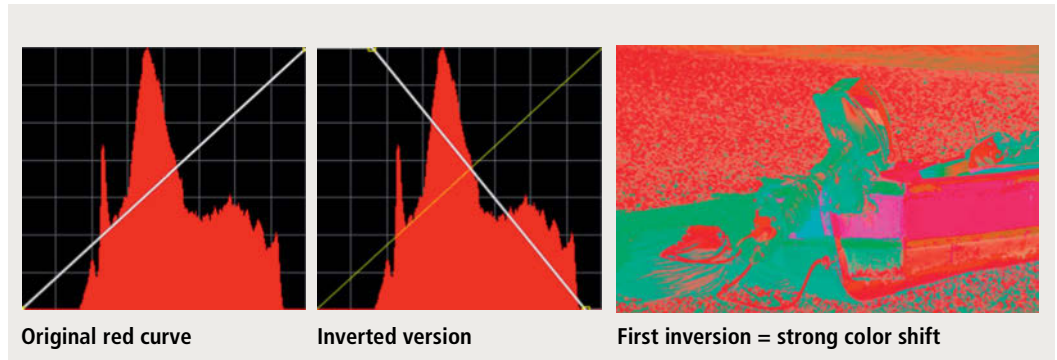 Original red curve
Inverted version
First inversion = strong color shift